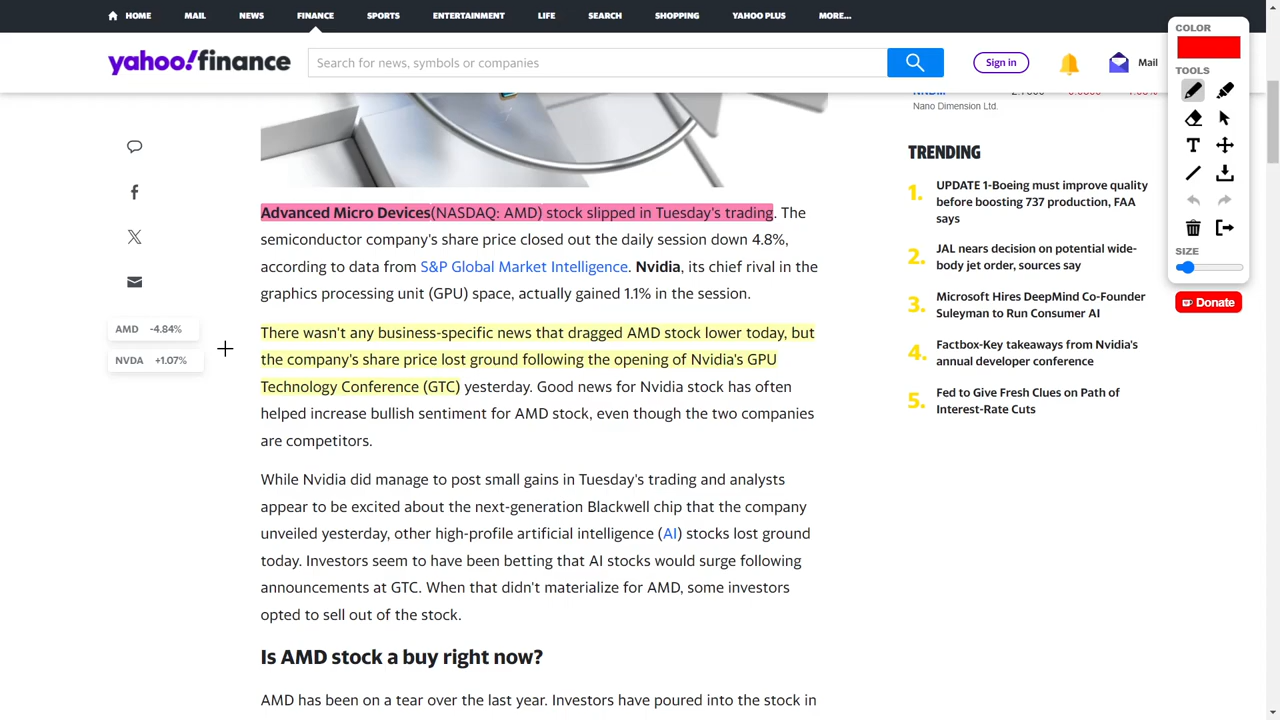 HOME MAIL NEWS FINANCE SPORTS ENTERTAINMENT LIFE SEARCH SHOPPING YAHOO PLUS MORE...
yahoo!finance
Search for news, symbols or companies
Sign in
Mail
Nano Dimension Ltd.
AMD -4.84%
NVDA +1.07%
Advanced Micro Devices(NASDAQ: AMD) stock slipped in Tuesday's trading. The
semiconductor company's share price closed out the daily session down 4.8%,
according to data from S&P Global Market Intelligence. Nvidia, its chief rival in the
graphics processing unit (GPU) space, actually gained 1.1% in the session.
There wasn't any business-specific news that dragged AMD stock lower today, but
the company's share price lost ground following the opening of Nvidia's GPU
Technology Conference (GTC) yesterday. Good news for Nvidia stock has often
helped increase bullish sentiment for AMD stock, even though the two companies
are competitors.
While Nvidia did manage to post small gains in Tuesday's trading and analysts
appear to be excited about the next-generation Blackwell chip that the company
unveiled yesterday, other high-profile artificial intelligence (AI) stocks lost ground
today. Investors seem to have been betting that AI stocks would surge following
announcements at GTC. When that didn't materialize for AMD, some investors
opted to sell out of the stock.
Is AMD stock a buy right now?
AMD has been on a tear over the last year. Investors have poured into the stock in
TRENDING
1. UPDATE 1-Boeing must improve quality
before boosting 737 production, FAA
says
2. JAL nears decision on potential wide-
body jet order, sources say
3. Microsoft Hires DeepMind Co-Founder
Suleyman to Run Consumer AI
4. Factbox-Key takeaways from Nvidia's
annual developer conference
5. Fed to Give Fresh Clues on Path of
Interest-Rate Cuts
COLOR
TOOLS
SIZE
Donate